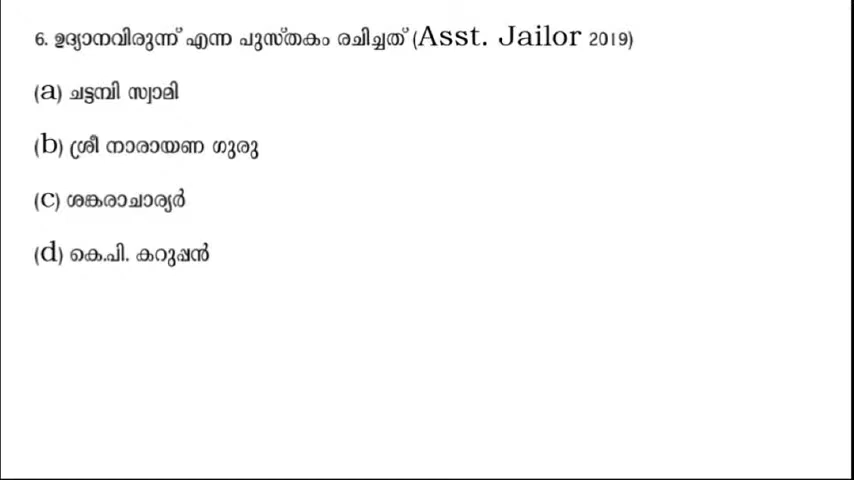 6. ഉദ്യാനവിരുന്ന് എന്ന പുസ്തകം രചിച്ചത് (Asst. Jailor 2019)
(a) ചട്ടമ്പി സ്വാമി
(b) ശ്രീ നാരായണ ഗുരു
(c) ശങ്കരാചാര്യർ
(d) കെ.പി. കറുപ്പൻ